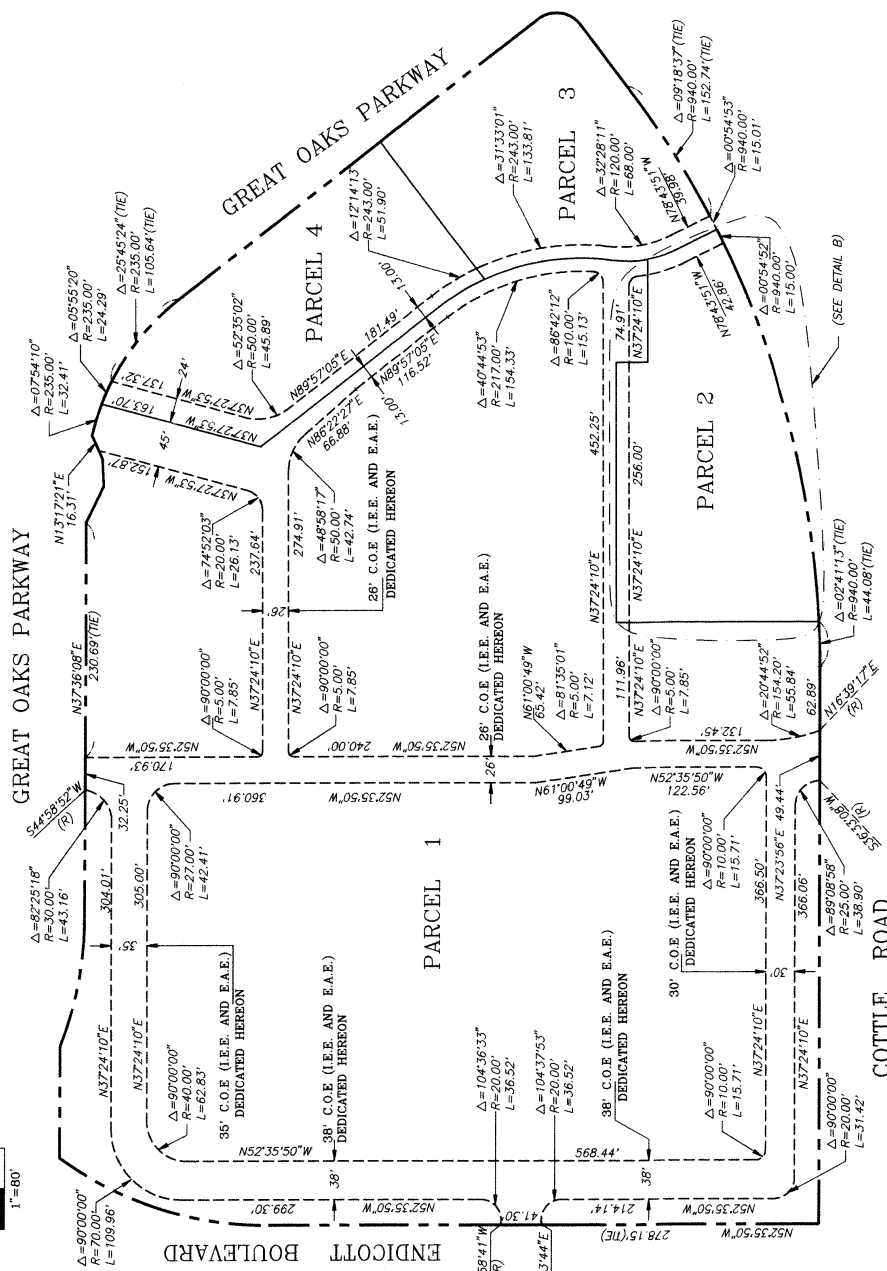 1"=80'
GREAT OAKS PARKWAY
GREAT OAKS PARKWAY
ENDICOTT BOULEVARD
COTTLE ROAD
PARCEL 1
PARCEL 2
PARCEL 3
PARCEL 4
(SEE DETAIL B)
Δ=07°54'10"
R=235.00'
L=32.41'
Δ=05°55'20"
R=235.00'
L=24.29'
Δ=25°45'24"(TIE)
R=235.00'
L=105.64'(TIE)
N13°17'21"E
16.31'
N37°36'08"E
230.69'(TIE)
137.32'
N37°27'53"W
24'
163.70'
N37°27'53"W
45'
152.87'
N37°27'53"W
Δ=52°35'02"
R=50.00'
L=45.89'
N89°57'05"E
181.49'
13.00'
N89°57'05"E
116.52'
13.00'
N86°22'27"E
66.88'
Δ=12°14'13"
R=243.00'
L=51.90'
Δ=31°33'01"
R=243.00'
L=133.81'
Δ=32°28'11"
R=120.00'
L=68.00'
N78°43'51"W
39.98'
Δ=09°18'37"(TIE)
R=940.00'
L=152.74'(TIE)
Δ=00°54'53"
R=940.00'
L=15.01'
Δ=00°54'52"
R=940.00'
L=15.00'
N78°43'51"W
42.86'
Δ=40°44'53"
R=217.00'
L=154.33'
Δ=86°42'12"
R=10.00'
L=15.13'
74.91'
N37°24'10"E
452.25'
N37°24'10"E
256.00'
N37°24'10"E
Δ=74°52'03"
R=20.00'
L=26.13'
237.64'
N37°24'10"E
26'
274.91'
N37°24'10"E
Δ=48°58'17"
R=50.00'
L=42.74'
26' C.O.E (I.E.E. AND E.A.E.)
DEDICATED HEREON
Δ=90°00'00"
R=5.00'
L=7.85'
Δ=90°00'00"
R=5.00'
L=7.85'
N52°35'50"W
170.93'
N52°35'50"W
240.00'
26' C.O.E (I.E.E. AND E.A.E.)
DEDICATED HEREON
26'
N61°00'49"W
65.42'
Δ=81°35'01"
R=5.00'
L=7.12'
111.96'
N37°24'10"E
Δ=90°00'00"
R=5.00'
L=7.85'
132.45'
N52°35'50"W
Δ=20°44'52"
R=154.20'
L=55.84'
62.89'
Δ=02°41'13"(TIE)
R=940.00'
L=44.08'(TIE)
N16°39'17"E
(R)
S44°58'52"W
(R)
32.25'
360.91'
N52°35'50"W
N61°00'49"W
66.03'
N52°35'50"W
122.56'
Δ=82°25'18"
R=30.00'
L=43.16'
304.01'
N37°24'10"E
35'
305.00'
N37°24'10"E
Δ=90°00'00"
R=27.00'
L=42.41'
35' C.O.E (I.E.E. AND E.A.E.)
DEDICATED HEREON
Δ=90°00'00"
R=40.00'
L=62.83'
38' C.O.E (I.E.E. AND E.A.E.)
DEDICATED HEREON
Δ=90°00'00"
R=70.00'
L=109.96'
N52°35'50"W
568.44'
38'
38'
299.30'
N52°35'50"W
Δ=104°36'33"
R=20.00'
L=36.52'
Δ=104°37'53"
R=20.00'
L=36.52'
41.30'
58'41"W
(R)
3'44"E
214.14'
N52°35'50"W
278.15'(TIE)
N52°35'50"W
38' C.O.E (I.E.E. AND E.A.E.)
DEDICATED HEREON
30' C.O.E (I.E.E. AND E.A.E.)
DEDICATED HEREON
Δ=90°00'00"
R=10.00'
L=15.71'
Δ=90°00'00"
R=10.00'
L=15.71'
366.50'
N37°24'10"E
30'
366.06'
N37°24'10"E
N37°23'56"E
49.44'
S36°33'08"W
(R)
Δ=89°08'58"
R=25.00'
L=38.90'
Δ=90°00'00"
R=20.00'
L=31.42'